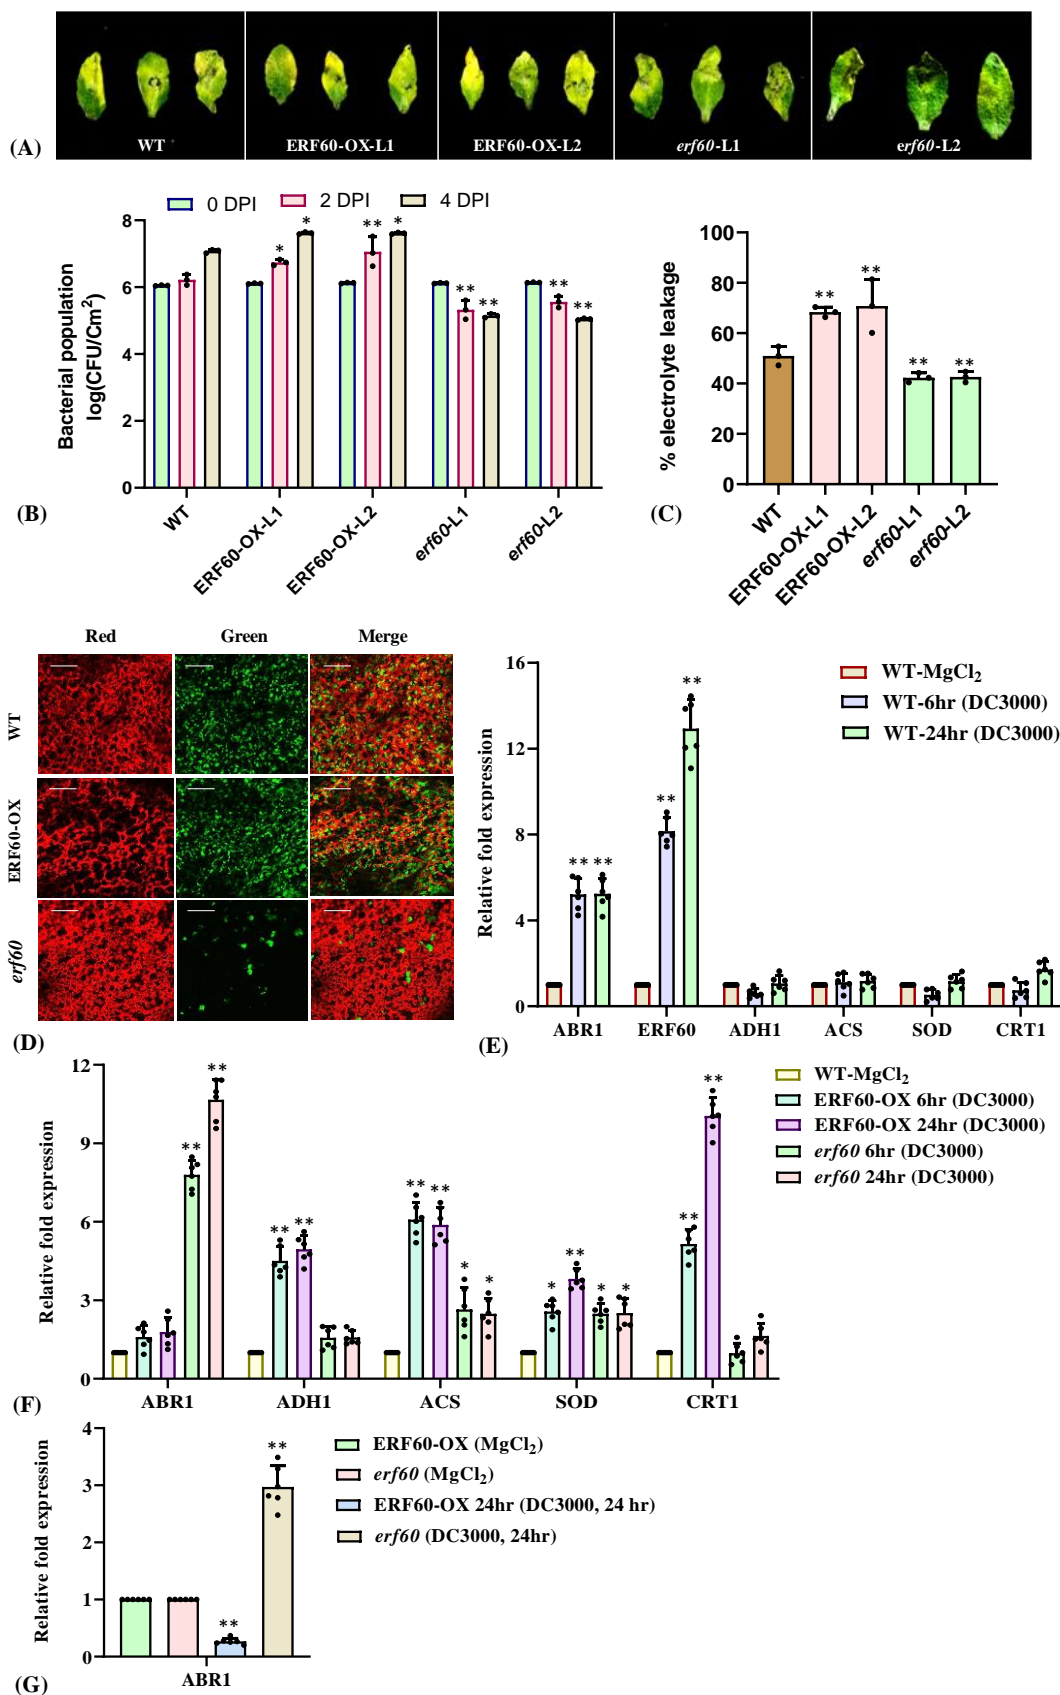 WT
ERF60-OX-L1
ERF60-OX-L2
erf60-L1
erf60-L2
(A)
0 DPI
2 DPI
4 DPI
Bacterial population
log(CFU/Cm²)
8
6
4
2
0
* * ** * ** ** ** **
WT
ERF60-OX-L1
ERF60-OX-L2
erf60-L1
erf60-L2
(B)
% electrolyte leakage
100
80
60
40
20
0
** ** ** **
WT
ERF60-OX-L1
ERF60-OX-L2
erf60-L1
erf60-L2
(C)
Red
Green
Merge
WT
ERF60-OX
erf60
(D)
Relative fold expression
16
12
8
4
0
** ** ** **
WT-MgCl₂
WT-6hr (DC3000)
WT-24hr (DC3000)
ABR1
ERF60
ADH1
ACS
SOD
CRT1
(E)
Relative fold expression
12
9
6
3
0
** ** ** ** ** ** * * * ** * * ** **
WT-MgCl₂
ERF60-OX 6hr (DC3000)
ERF60-OX 24hr (DC3000)
erf60 6hr (DC3000)
erf60 24hr (DC3000)
ABR1
ADH1
ACS
SOD
CRT1
(F)
Relative fold expression
4
3
2
1
0
** **
ERF60-OX (MgCl₂)
erf60 (MgCl₂)
ERF60-OX 24hr (DC3000, 24 hr)
erf60 (DC3000, 24hr)
ABR1
(G)